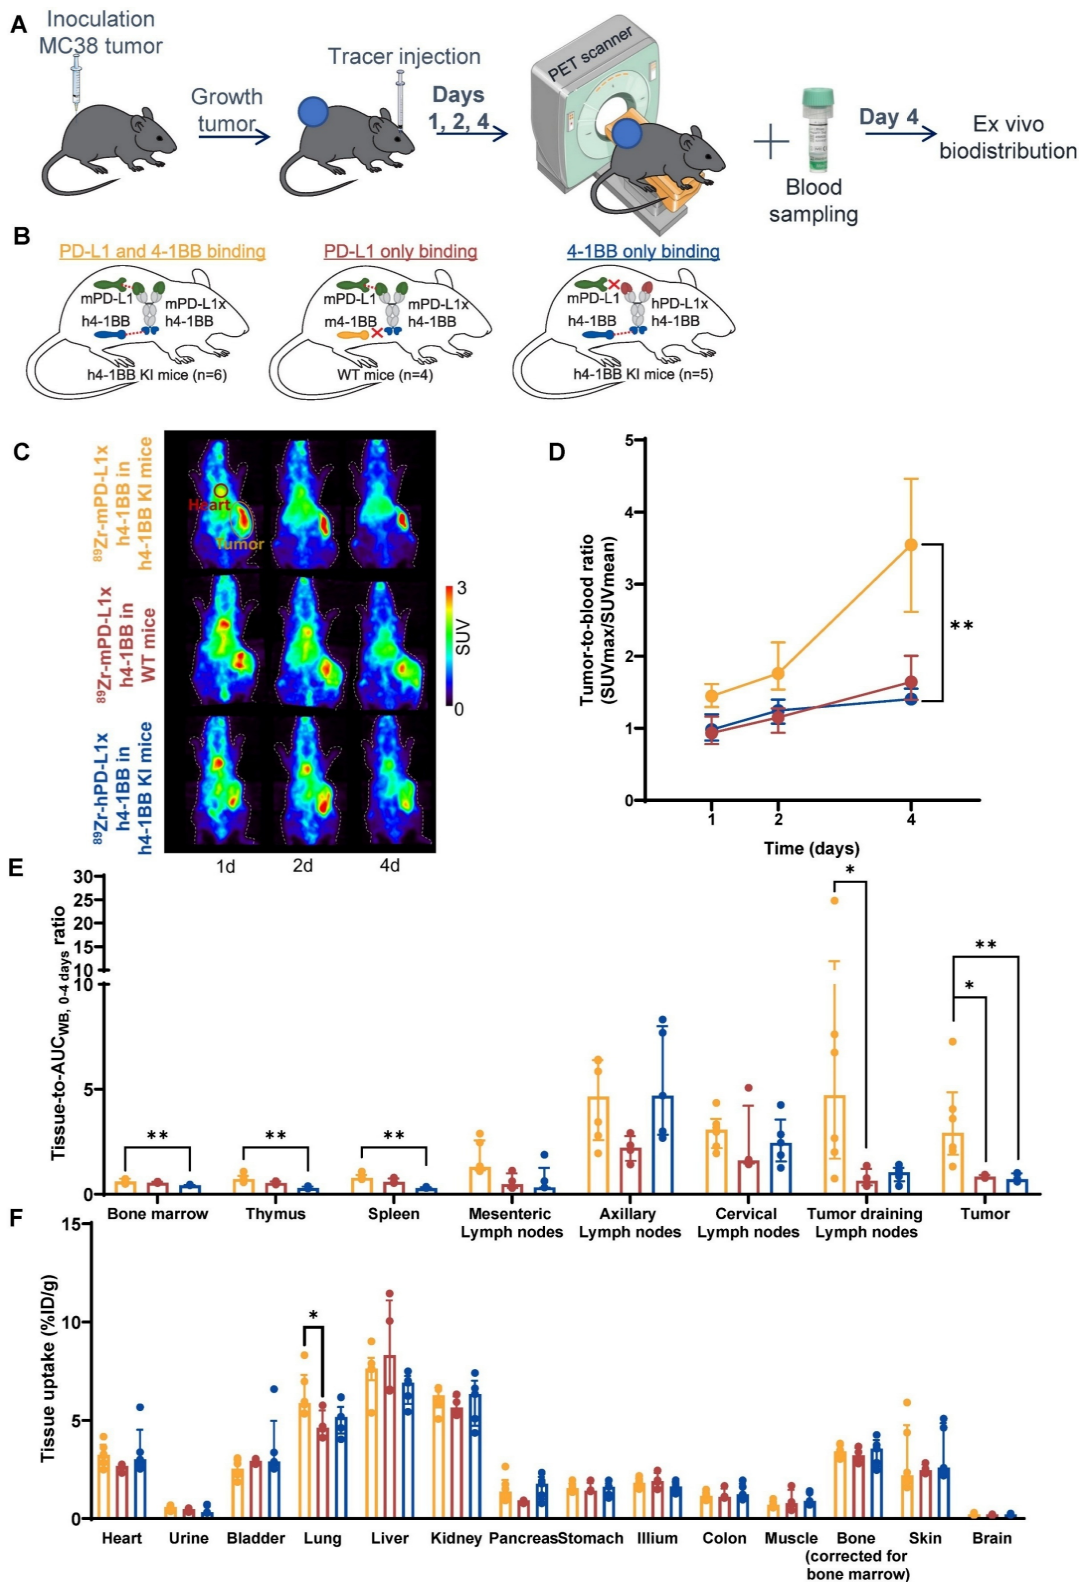 A
Inoculation
MC38 tumor
Growth
tumor
Tracer injection
Days
1, 2, 4
PET scanner
Blood
sampling
Day 4
Ex vivo
biodistribution
B
PD-L1 and 4-1BB binding
mPD-L1
h4-1BB
mPD-L1x
h4-1BB
h4-1BB KI mice (n=6)
PD-L1 only binding
mPD-L1
m4-1BB
mPD-L1x
h4-1BB
WT mice (n=4)
4-1BB only binding
mPD-L1
h4-1BB
hPD-L1x
h4-1BB
h4-1BB KI mice (n=5)
C
89Zr-mPD-L1x
h4-1BB in
h4-1BB KI mice
Heart
Tumor
89Zr-mPD-L1x
h4-1BB in
WT mice
89Zr-hPD-L1x
h4-1BB in
h4-1BB KI mice
1d 2d 4d
3
SUV
0
D
Tumor-to-blood ratio
(SUVmax/SUVmean)
5
4
3
2
1
0
**
1 2 4
Time (days)
E
Tissue-to-AUCWB, 0-4 days ratio
30
25
20
15
10
10
5
0
** ** ** * * **
Bone marrow Thymus Spleen Mesenteric Lymph nodes Axillary Lymph nodes Cervical Lymph nodes Tumor draining Lymph nodes Tumor
F
Tissue uptake (%ID/g)
15
10
5
0
*
Heart Urine Bladder Lung Liver Kidney Pancreas Stomach Illium Colon Muscle Bone (corrected for bone marrow) Skin Brain